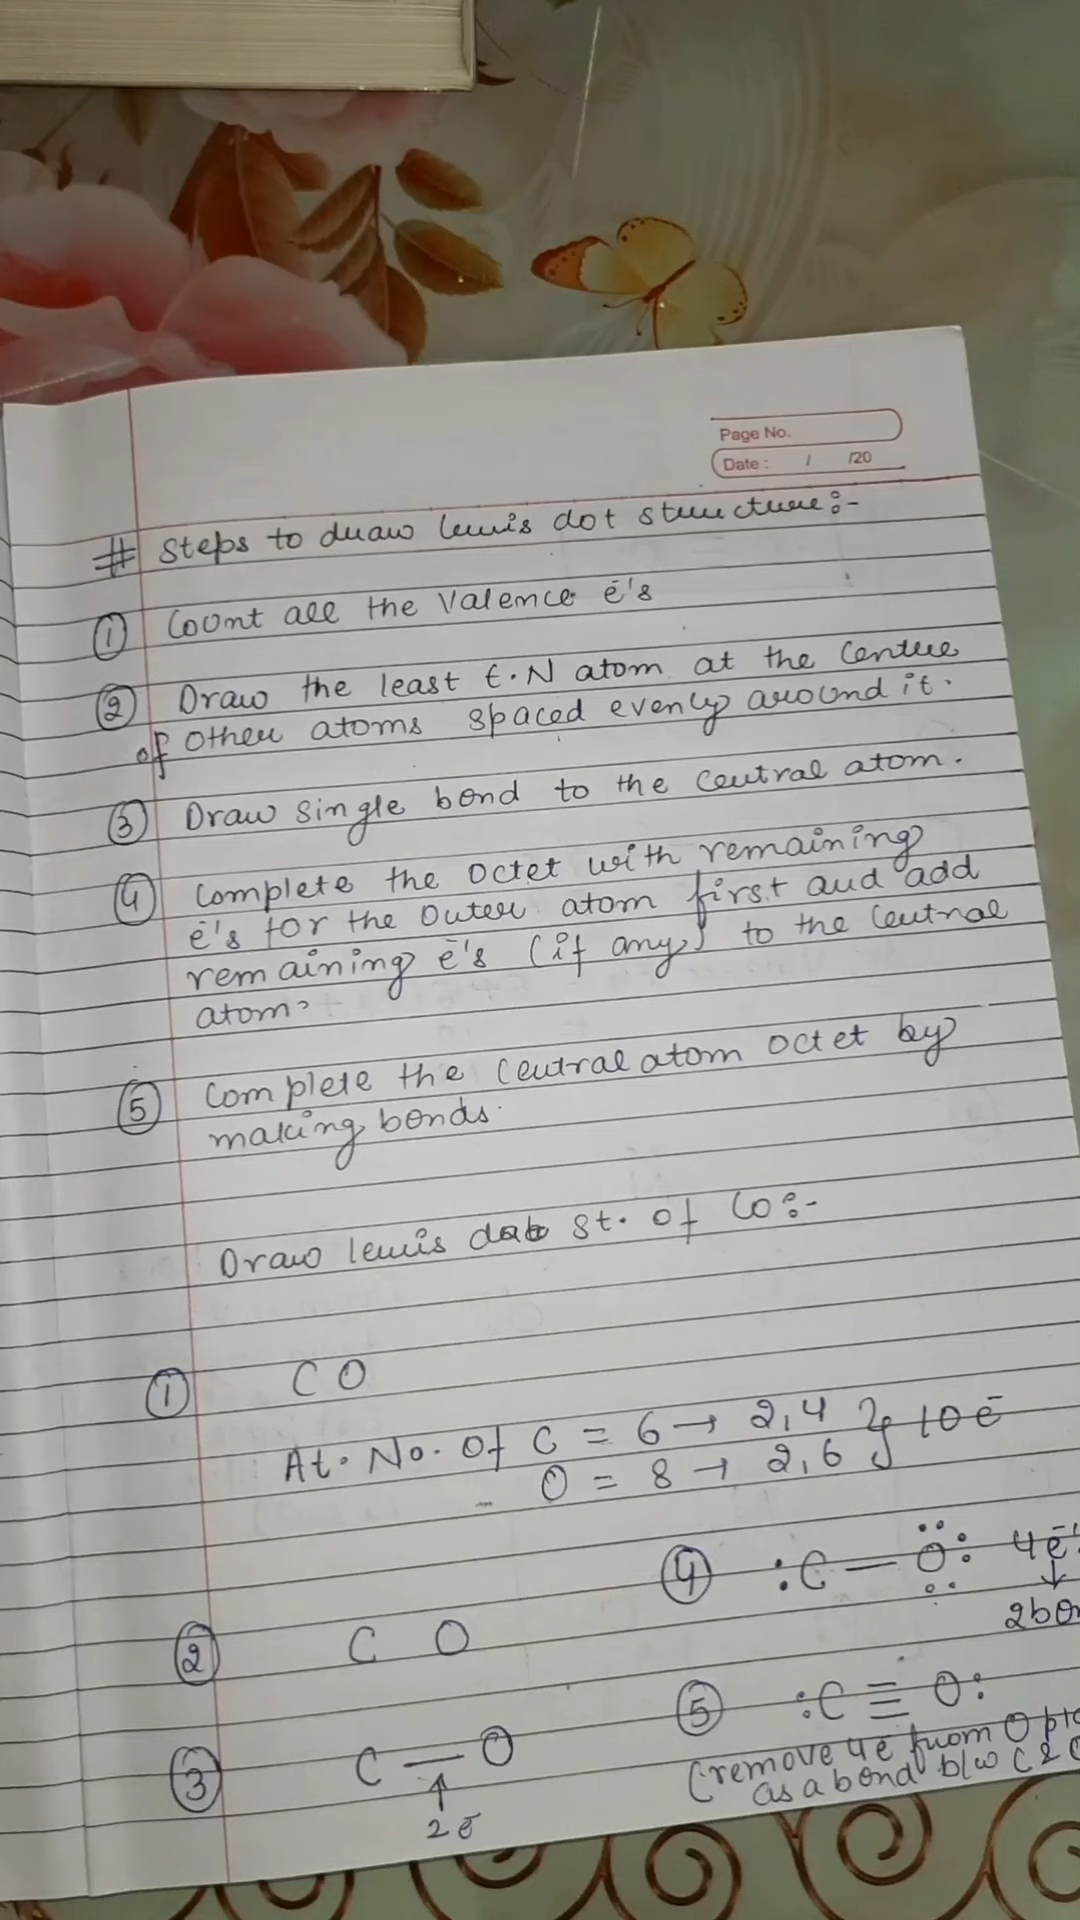 Page No.
Date : / /20
# Steps to draw lewis dot structure:-
① Count all the Valence ē's
② Draw the least E.N atom at the centre
of other atoms spaced evenly around it.
③ Draw single bond to the central atom.
④ Complete the octet with remaining
ē's for the outer atom first and add
remaining ē's (if any) to the central
atom.
⑤ Complete the central atom octet by
making bonds.
Draw lewis dot st. of CO:-
① CO
At. No. of C = 6 → 2,4 } 10 ē
O = 8 → 2,6
④ :C — Ö: 4ē's
↓
② C O
⑤ :C ≡ O:
③ C — O
↑
2ē
(remove 4ē from O
as a bond b/w C &